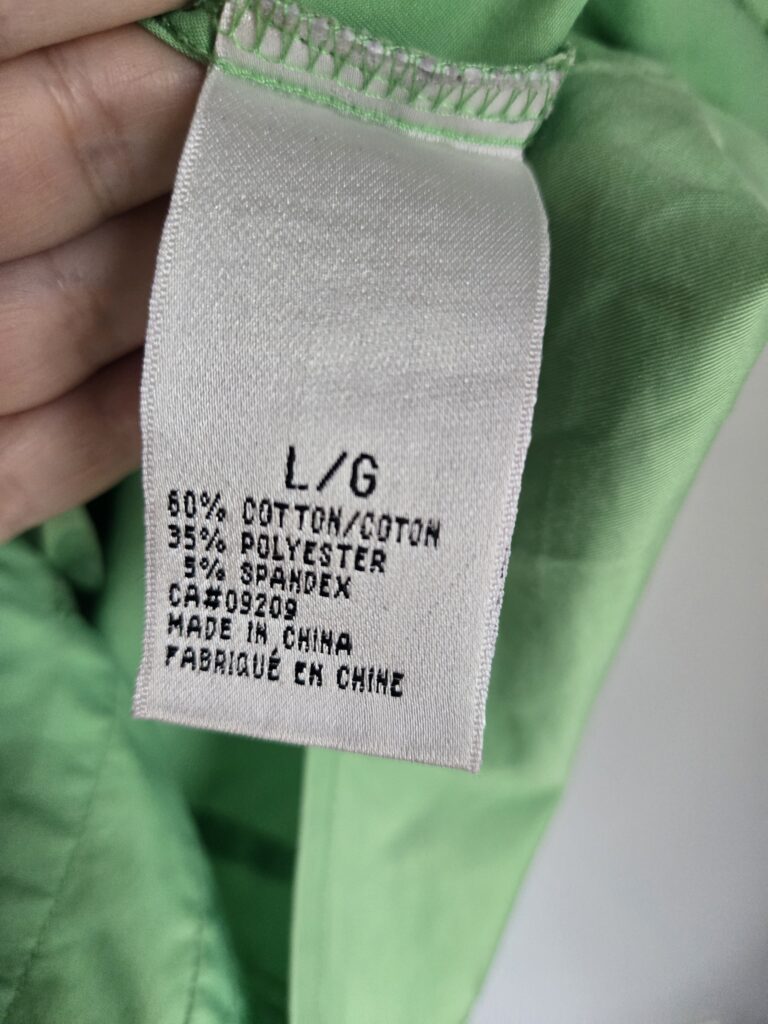 L/G
60% COTTON/COTON
35% POLYESTER
5% SPANDEX
CA#09209
MADE IN CHINA
FABRIQUÉ EN CHINE